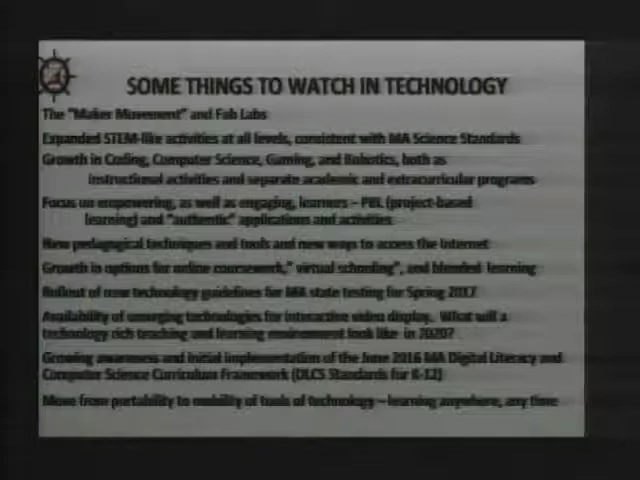 SOME THINGS TO WATCH IN TECHNOLOGY
The "Maker Movement" and Fab Labs
Expanded STEM-like activities at all levels, consistent with MA Science Standards
Growth in Coding, Computer Science, Gaming, and Robotics, both as
instructional activities and separate academic and extracurricular programs
Focus on empowering, as well as engaging, learners – PBL (project-based
learning) and "authentic" applications and activities
New pedagogical techniques and tools and new ways to access the Internet
Growth in options for online coursework," virtual schooling", and blended learning
Rollout of new technology guidelines for MA state testing for Spring 2017
Availability of emerging technologies for interactive video display. What will a
technology rich teaching and learning environment look like in 2020?
Growing awareness and initial implementation of the June 2016 MA Digital Literacy and
Computer Science Curriculum Framework (DLCS Standards for K-12)
Move from portability to mobility of tools of technology – learning anywhere, any time